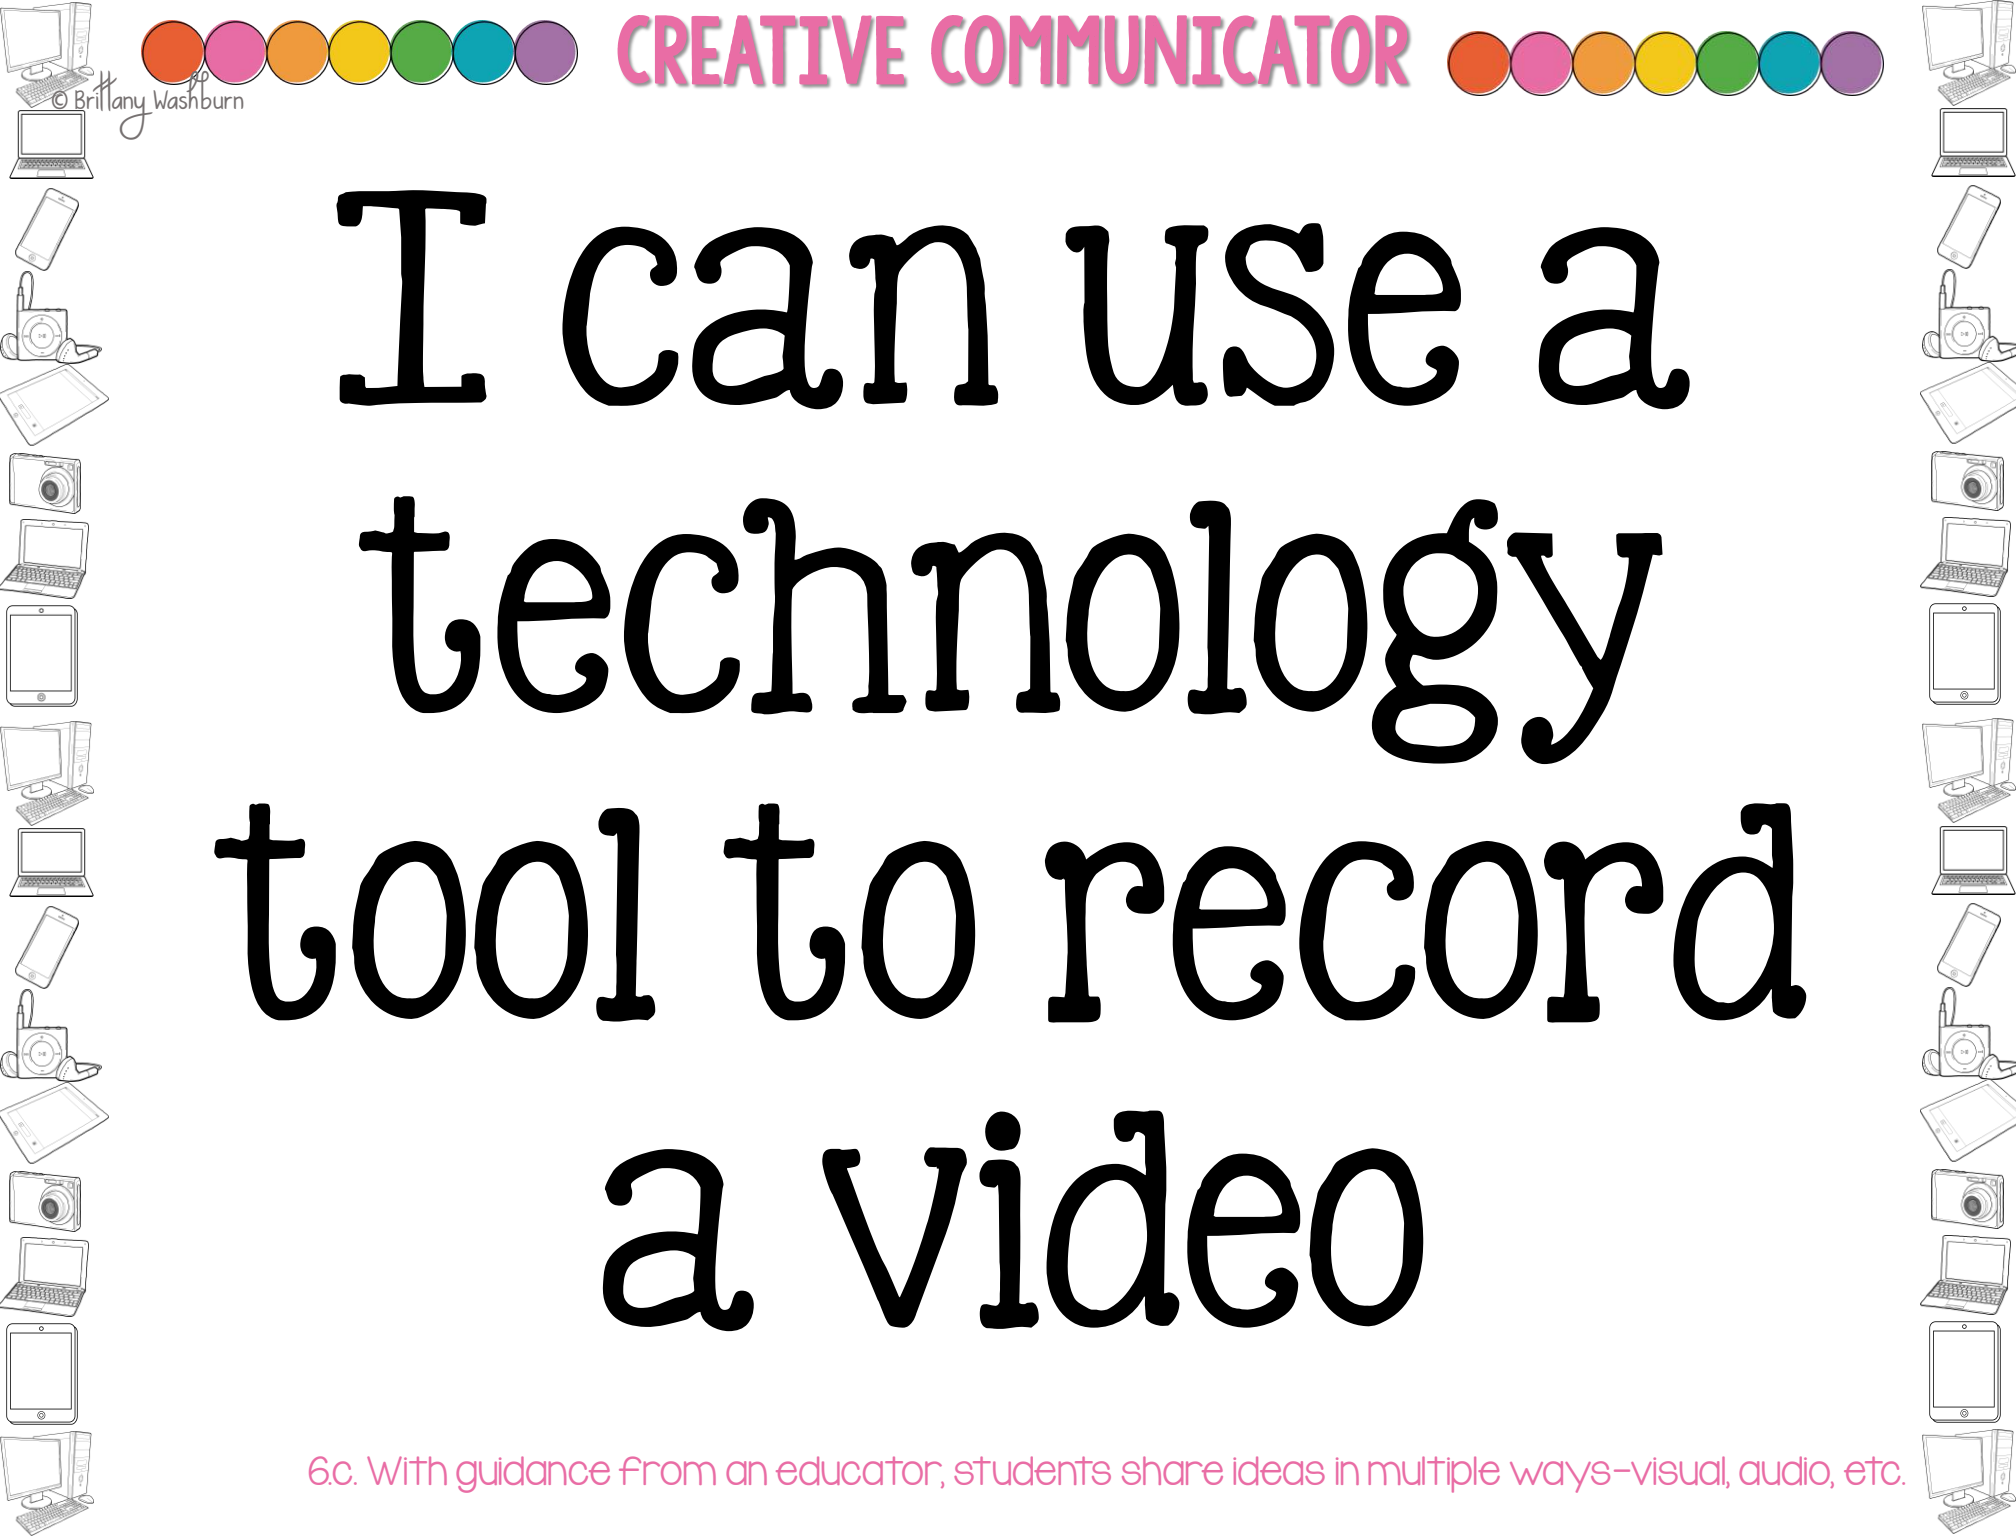 CREATIVE COMMUNICATOR
© Brittany Washburn
I can use a
technology
tool to record
a video
6.c. With guidance from an educator, students share ideas in multiple ways-visual, audio, etc.